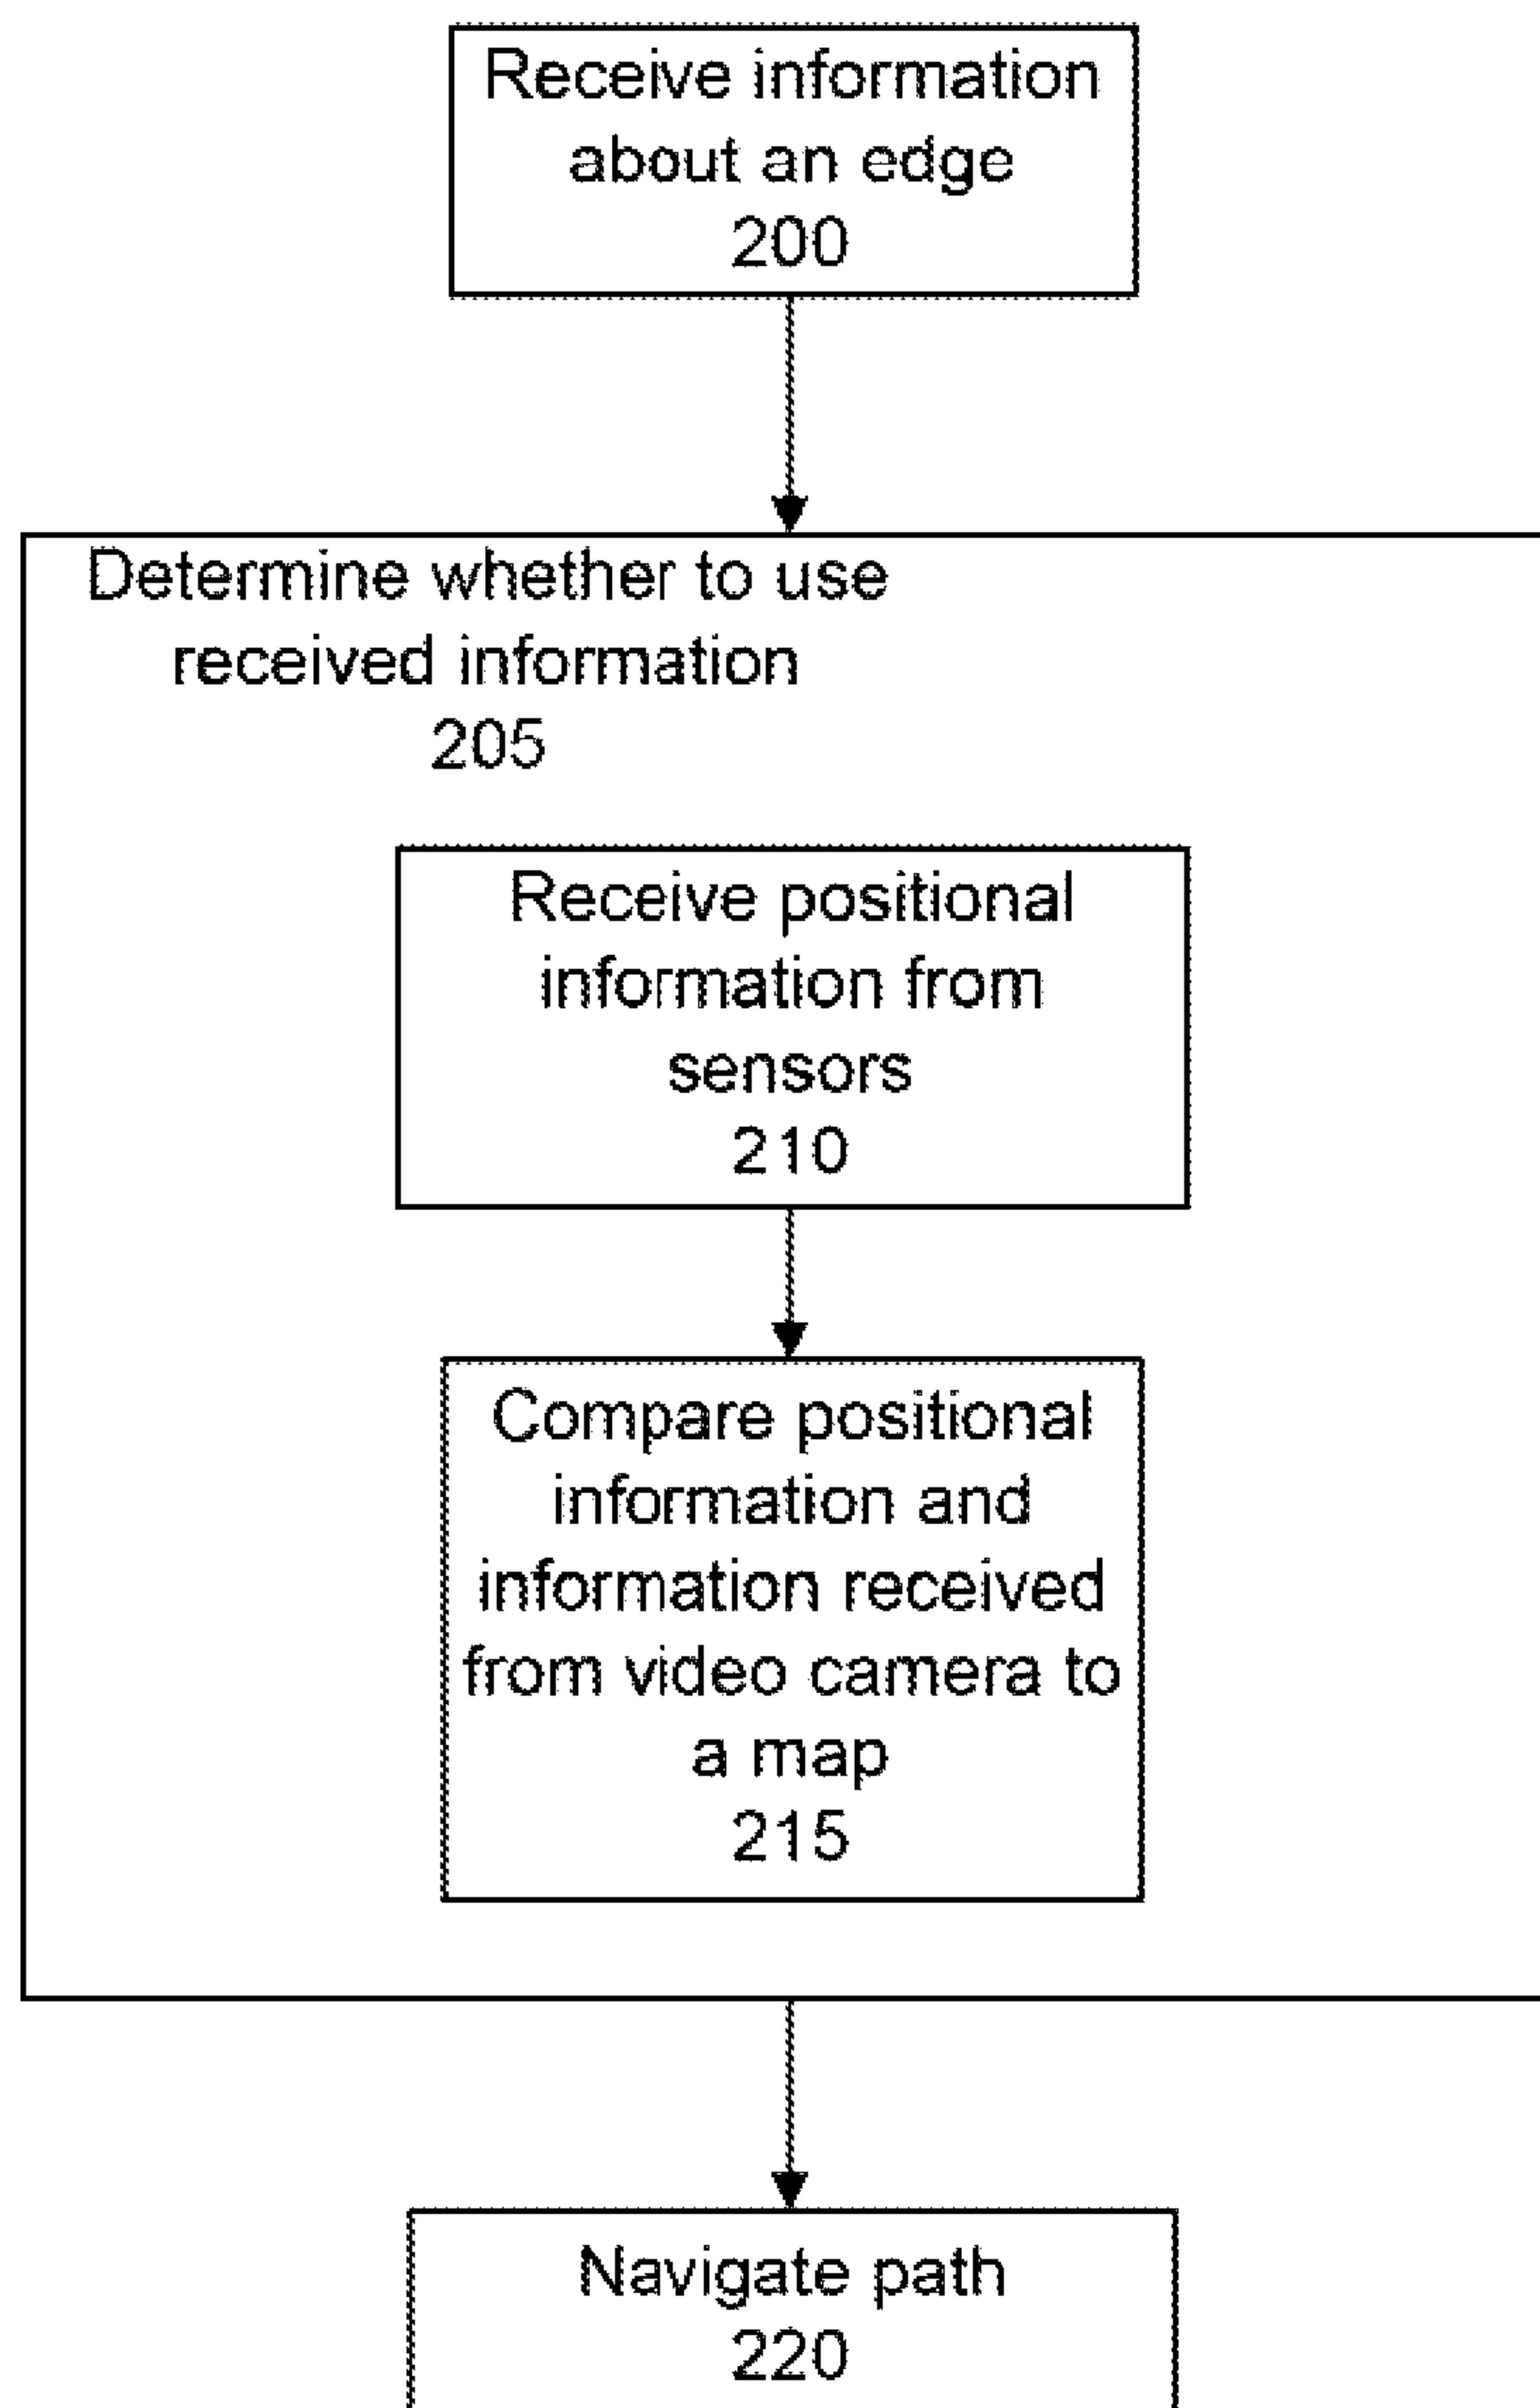 Receive information
about an edge
200
Determine whether to use
received information
205
Receive positional
information from
sensors
210
Compare positional
information and
information received
from video camera to
a map
215
Navigate path
220